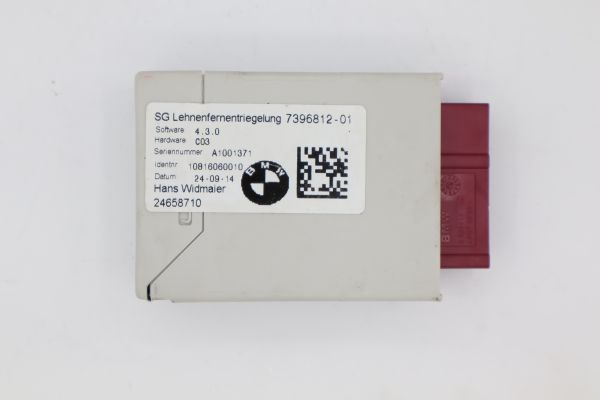 SG Lehnenfernentriegelung 7396812-01
Software 4.3.0
Hardware C03
Seriennummer A1001371
Identnr. 10816060010
Datum: 24-09-14
Hans Widmaier
24658710
BMW
BMW